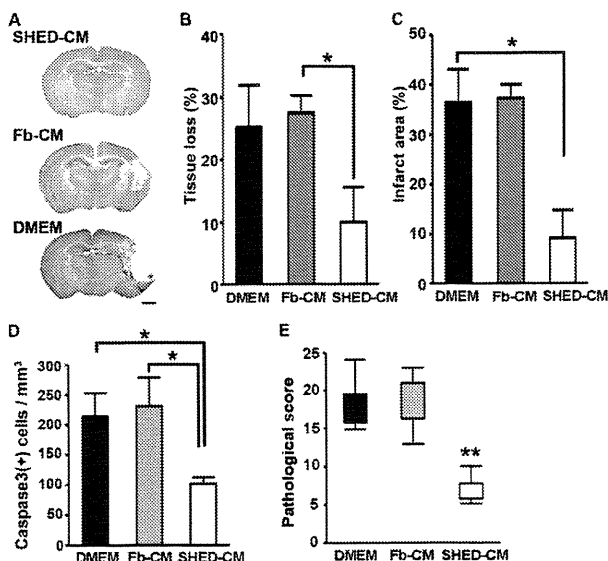 A
SHED-CM
Fb-CM
DMEM
B
Tissue loss (%)
40
30
20
10
0
*
DMEM Fb-CM SHED-CM
C
Infarct area (%)
50
40
30
20
10
0
*
DMEM Fb-CM SHED-CM
D
Caspase3(+) cells / mm³
300
250
200
150
100
50
0
*
*
DMEM Fb-CM SHED-CM
E
Pathological score
25
20
15
10
5
0
**
DMEM Fb-CM SHED-CM